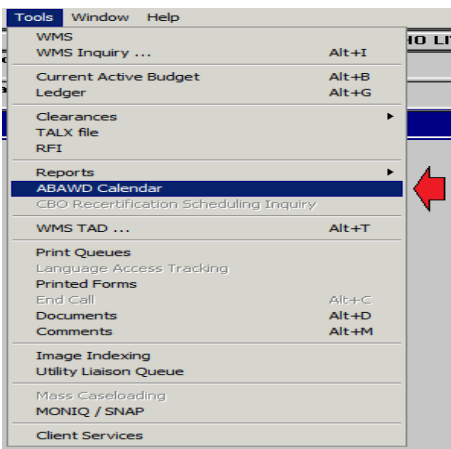 Tools Window Help
WMS
WMS Inquiry ... Alt+I
Current Active Budget Alt+B
Ledger Alt+G
Clearances
TALX file
RFI
Reports
ABAWD Calendar
CBO Recertification Scheduling Inquiry
WMS TAD ... Alt+T
Print Queues
Language Access Tracking
Printed Forms
End Call Alt+C
Documents Alt+D
Comments Alt+M
Image Indexing
Utility Liaison Queue
Mass Caseloading
MONIQ / SNAP
Client Services